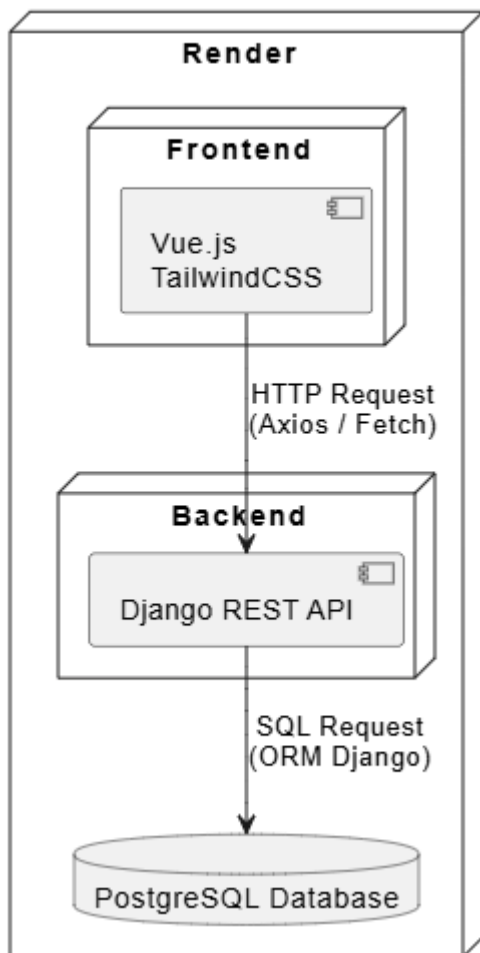 Render
Frontend
Vue.js
TailwindCSS
HTTP Request
(Axios / Fetch)
Backend
Django REST API
SQL Request
(ORM Django)
PostgreSQL Database